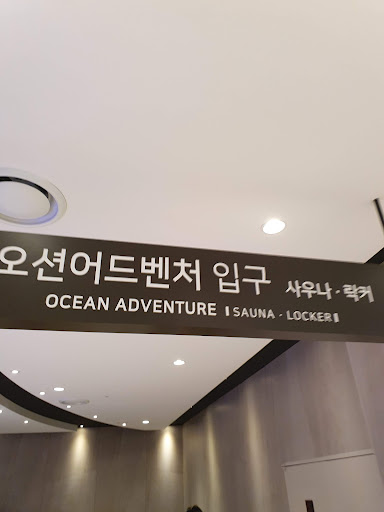 오션어드벤처 입구 사우나 · 락커
OCEAN ADVENTURE [SAUNA · LOCKER]